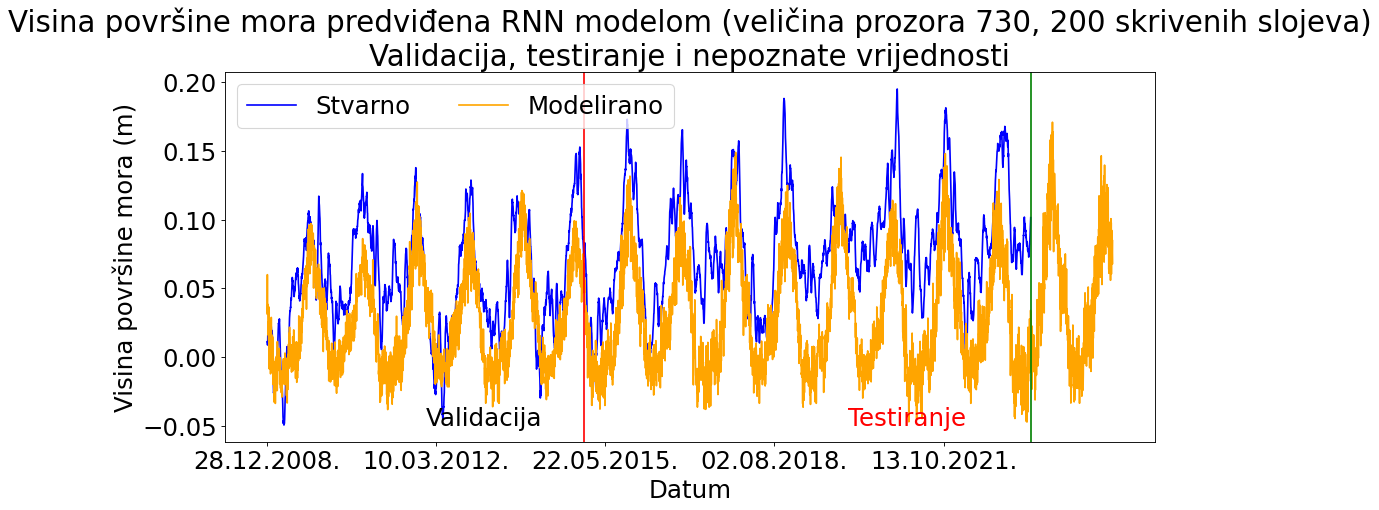 Visina površine mora predviđena RNN modelom (veličina prozora 730, 200 skrivenih slojeva)
Validacija, testiranje i nepoznate vrijednosti
Stvarno Modelirano
Visina površine mora (m)
0.20
0.15
0.10
0.05
0.00
−0.05
Validacija Testiranje
28.12.2008. 10.03.2012. 22.05.2015. 02.08.2018. 13.10.2021.
Datum